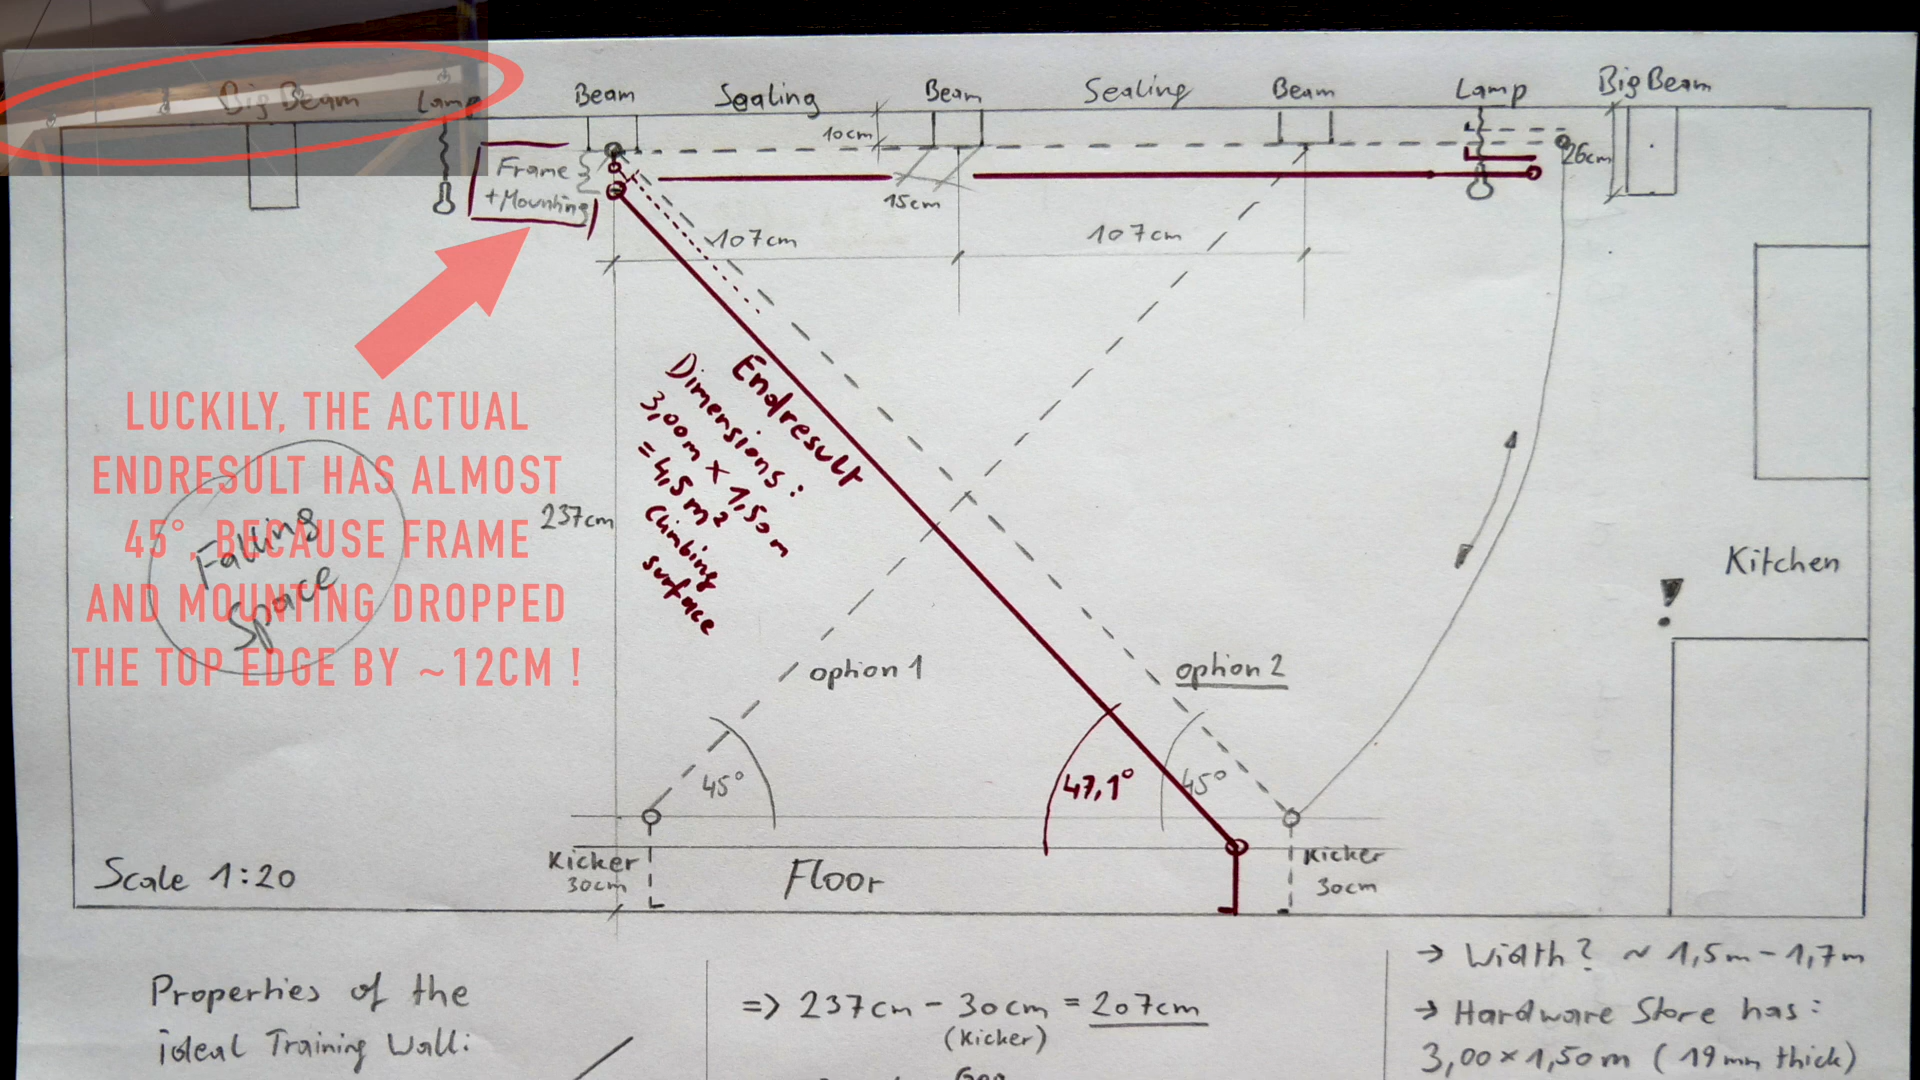 Big Beam
Lamp
Beam
Sealing
Beam
Sealing
Beam
Lamp
Big Beam
10cm
26cm
Frame
+Mounting
15cm
107cm
107cm
LUCKILY, THE ACTUAL
ENDRESULT HAS ALMOST
45°, BECAUSE FRAME
AND MOUNTING DROPPED
THE TOP EDGE BY ~12CM !
Falling
Space
237cm
Endresult
Dimensions:
3,00m x 1,50m
= 4,5m²
Climbing
surface
Kitchen
!
option 1
option 2
45°
47,1°
45°
Kicker
30cm
Floor
Kicker
30cm
Scale 1:20
Properties of the
ideal Training Wall:
=> 237cm - 30cm = 207cm
(Kicker)
→ Width? ~ 1,5m - 1,7m
→ Hardware Store has:
3,00 x 1,50m (19mm thick)